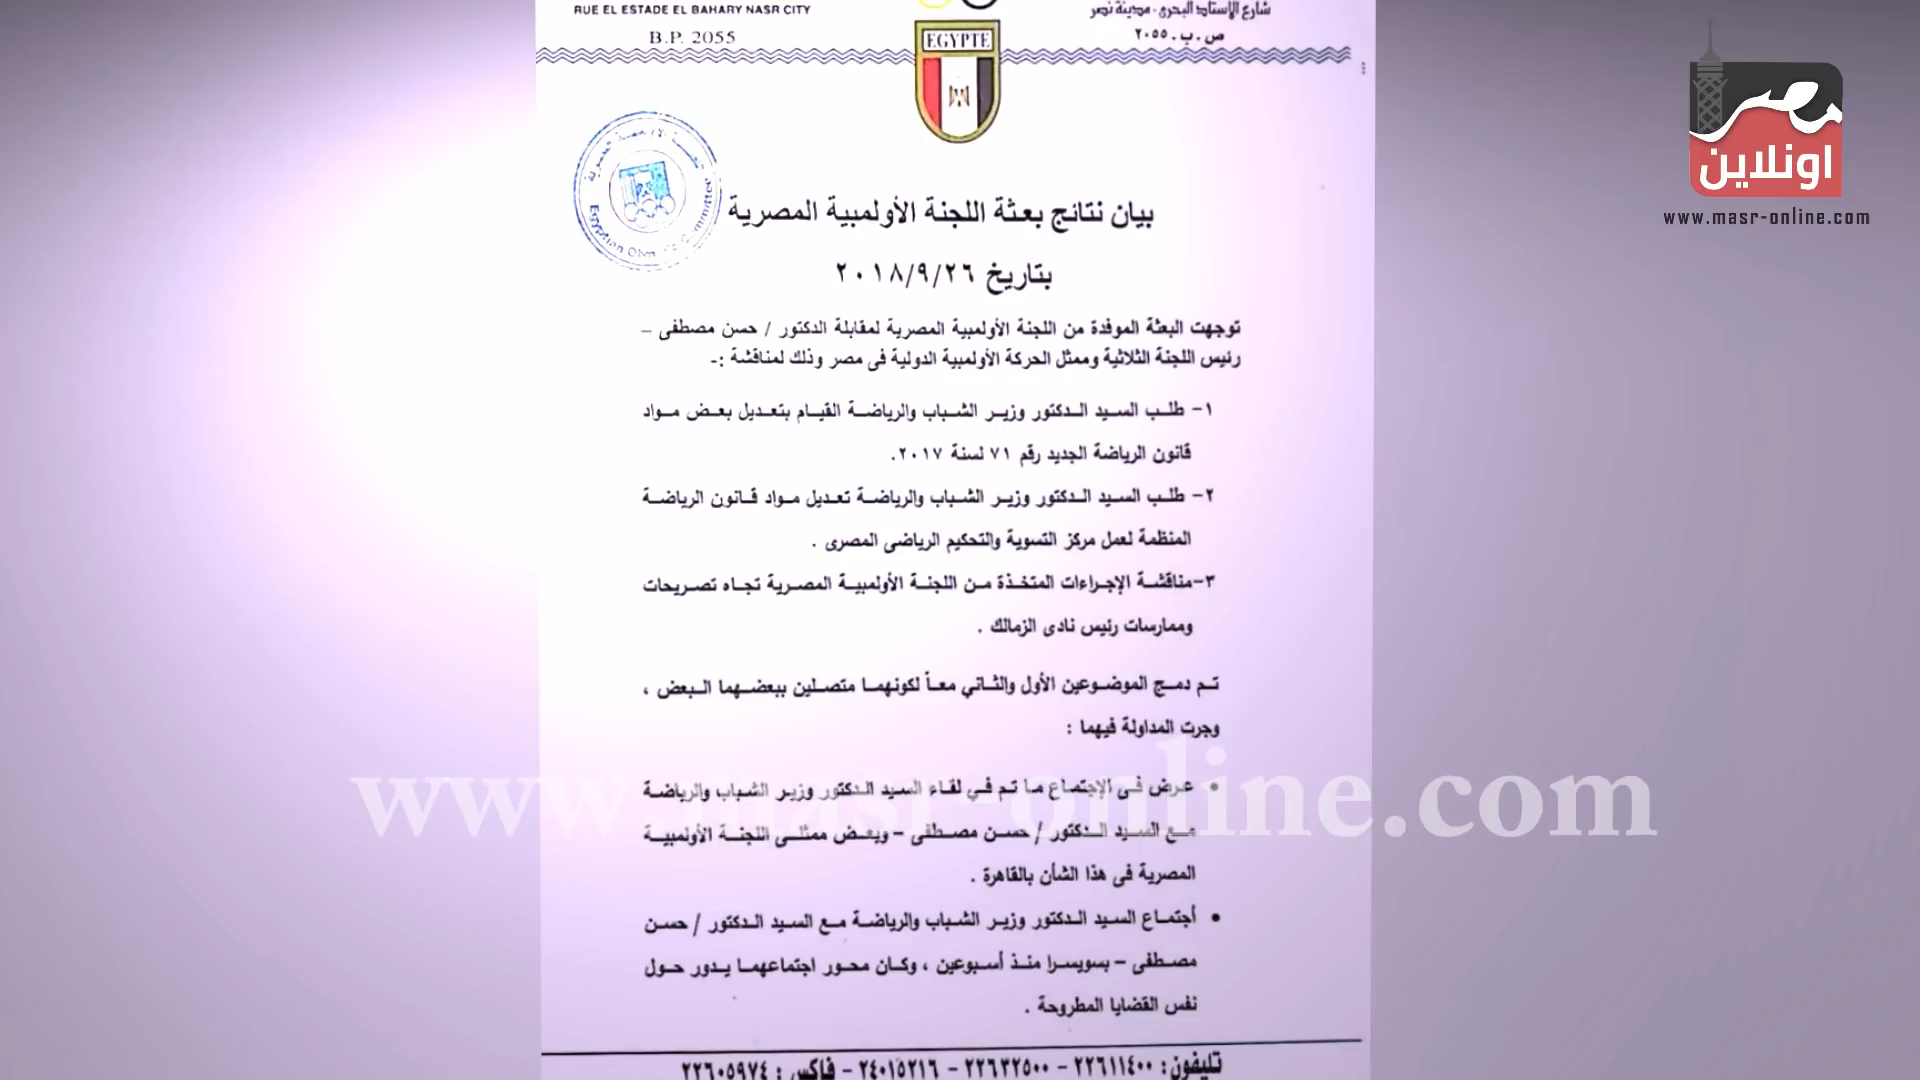 RUE EL ESTADE EL BAHARY NASR CITY
شارع الإستاد البحرى - مدينة نصر
B.P. 2055
ص . ب . ٢٠٥٥
EGYPTE
مصر
اونلاين
www.masr-online.com
Egyptian Committee
بيان نتائج بعثة اللجنة الأولمبية المصرية
بتاريخ ٢٠١٨/٩/٢٦
توجهت البعثة الموفدة من اللجنة الأولمبية المصرية لمقابلة الدكتور / حسن مصطفى –
رئيس اللجنة الثلاثية وممثل الحركة الأولمبية الدولية فى مصر وذلك لمناقشة :-
١- طلب السيد الدكتور وزير الشباب والرياضة القيام بتعديل بعض مواد
قانون الرياضة الجديد رقم ٧١ لسنة ٢٠١٧.
٢- طلب السيد الدكتور وزير الشباب والرياضة تعديل مواد قانون الرياضة
المنظمة لعمل مركز التسوية والتحكيم الرياضى المصرى .
٣-مناقشة الإجراءات المتخذة من اللجنة الأولمبية المصرية تجاه تصريحات
وممارسات رئيس نادى الزمالك .
تم دمج الموضوعين الأول والثاني معاً لكونهما متصلين ببعضهما البعض ،
وجرت المداولة فيهما :
• عرض فى الإجتماع ما تم في لقاء السيد الدكتور وزير الشباب والرياضة
مع السيد الدكتور / حسن مصطفى – وبعض ممثلى اللجنة الأولمبية
المصرية فى هذا الشأن بالقاهرة .
www.masr-online.com
• أجتماع السيد الدكتور وزير الشباب والرياضة مع السيد الدكتور / حسن
مصطفى – بسويسرا منذ أسبوعين ، وكان محور اجتماعهما يدور حول
نفس القضايا المطروحة .
تليفون: ٢٢٦١١٤٠٠ - ٢٢٦٣٢٥٠٠ - ٢٤٠١٥٢١٦ - فاكس : ٢٢٦٠٥٩٧٤